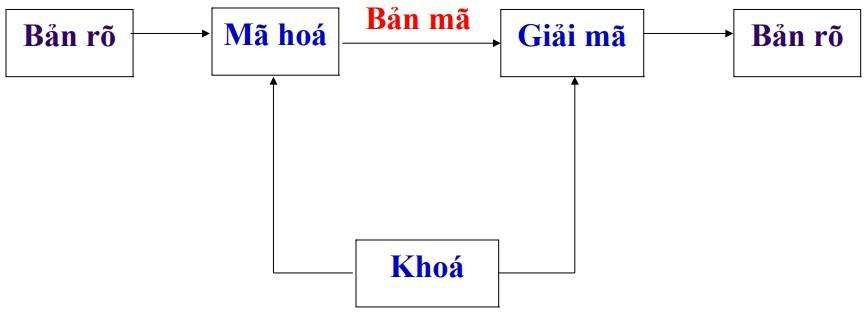 Bản rõ
Mã hoá
Bản mã
Giải mã
Bản rõ
Khoá